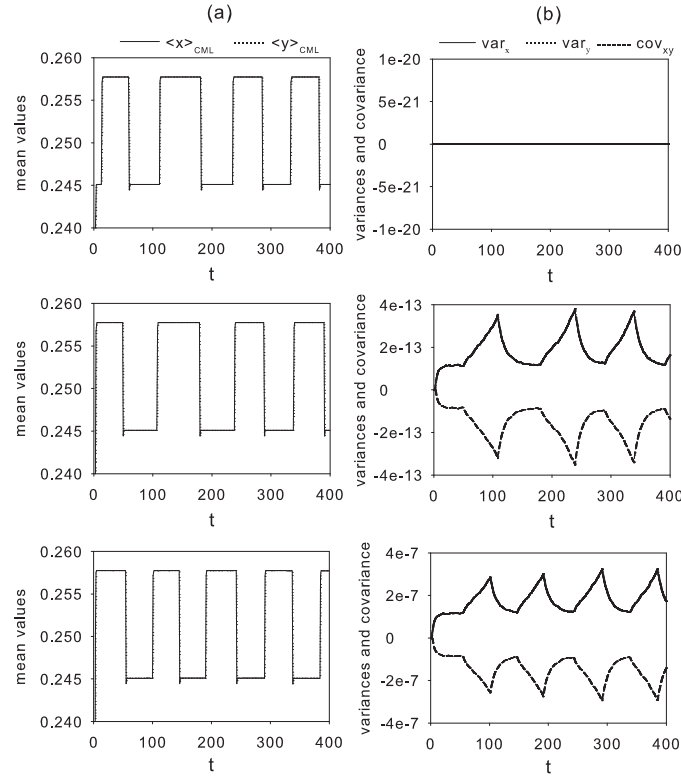 (a)
(b)
<x>CML <y>CML
varx vary covxy
mean values
0.260
0.255
0.250
0.245
0.240
0 100 200 300 400
t
variances and covariance
1e-20
5e-21
0
-5e-21
-1e-20
0 100 200 300 400
t
mean values
0.260
0.255
0.250
0.245
0.240
0 100 200 300 400
t
variances and covariance
4e-13
2e-13
0
-2e-13
-4e-13
0 100 200 300 400
t
mean values
0.260
0.255
0.250
0.245
0.240
0 100 200 300 400
t
variances and covariance
4e-7
2e-7
0
-2e-7
-4e-7
0 100 200 300 400
t